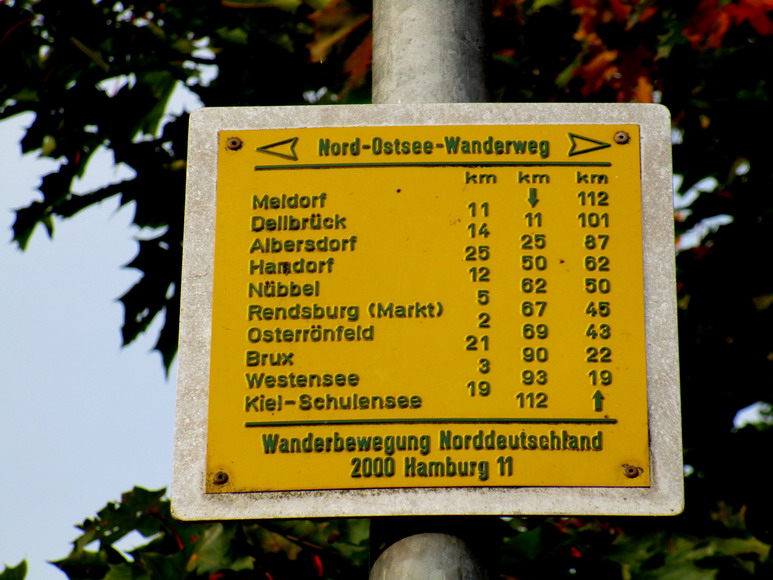 Nord-Ostsee-Wanderweg
km km km
Meldorf ↓ 112
11
Dellbrück 11 101
14
Albersdorf 25 87
25
Hamdorf 50 62
12
Nübbel 62 50
5
Rendsburg (Markt) 67 45
2
Osterrönfeld 69 43
21
Brux 90 22
3
Westensee 93 19
19
Kiel-Schulensee 112 ↑
Wanderbewegung Norddeutschland
2000 Hamburg 11